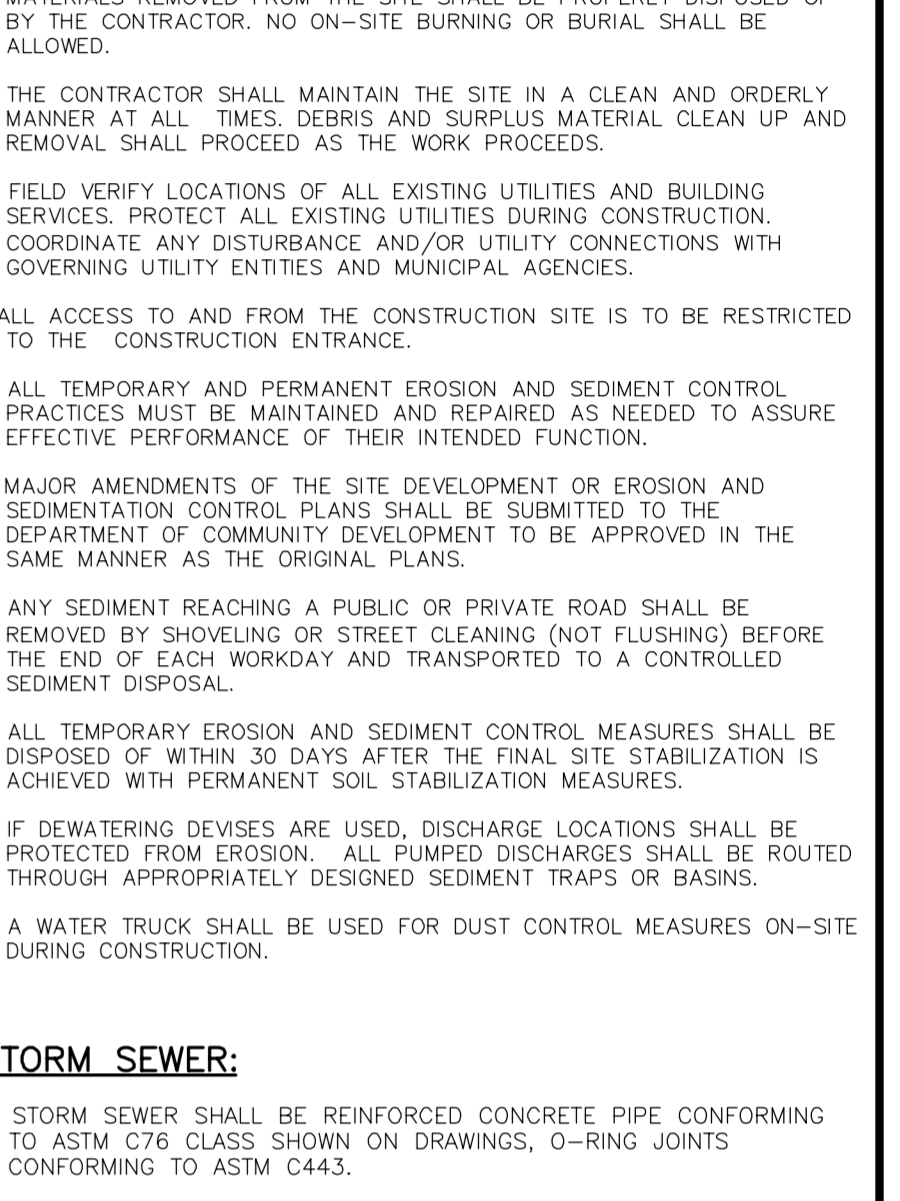 MATERIALS REMOVED FROM THE SITE SHALL BE PROPERLY DISPOSED OF
BY THE CONTRACTOR. NO ON-SITE BURNING OR BURIAL SHALL BE
ALLOWED.
THE CONTRACTOR SHALL MAINTAIN THE SITE IN A CLEAN AND ORDERLY
MANNER AT ALL TIMES. DEBRIS AND SURPLUS MATERIAL CLEAN UP AND
REMOVAL SHALL PROCEED AS THE WORK PROCEEDS.
FIELD VERIFY LOCATIONS OF ALL EXISTING UTILITIES AND BUILDING
SERVICES. PROTECT ALL EXISTING UTILITIES DURING CONSTRUCTION.
COORDINATE ANY DISTURBANCE AND/OR UTILITY CONNECTIONS WITH
GOVERNING UTILITY ENTITIES AND MUNICIPAL AGENCIES.
ALL ACCESS TO AND FROM THE CONSTRUCTION SITE IS TO BE RESTRICTED
TO THE CONSTRUCTION ENTRANCE.
ALL TEMPORARY AND PERMANENT EROSION AND SEDIMENT CONTROL
PRACTICES MUST BE MAINTAINED AND REPAIRED AS NEEDED TO ASSURE
EFFECTIVE PERFORMANCE OF THEIR INTENDED FUNCTION.
MAJOR AMENDMENTS OF THE SITE DEVELOPMENT OR EROSION AND
SEDIMENTATION CONTROL PLANS SHALL BE SUBMITTED TO THE
DEPARTMENT OF COMMUNITY DEVELOPMENT TO BE APPROVED IN THE
SAME MANNER AS THE ORIGINAL PLANS.
ANY SEDIMENT REACHING A PUBLIC OR PRIVATE ROAD SHALL BE
REMOVED BY SHOVELING OR STREET CLEANING (NOT FLUSHING) BEFORE
THE END OF EACH WORKDAY AND TRANSPORTED TO A CONTROLLED
SEDIMENT DISPOSAL.
ALL TEMPORARY EROSION AND SEDIMENT CONTROL MEASURES SHALL BE
DISPOSED OF WITHIN 30 DAYS AFTER THE FINAL SITE STABILIZATION IS
ACHIEVED WITH PERMANENT SOIL STABILIZATION MEASURES.
IF DEWATERING DEVISES ARE USED, DISCHARGE LOCATIONS SHALL BE
PROTECTED FROM EROSION. ALL PUMPED DISCHARGES SHALL BE ROUTED
THROUGH APPROPRIATELY DESIGNED SEDIMENT TRAPS OR BASINS.
A WATER TRUCK SHALL BE USED FOR DUST CONTROL MEASURES ON-SITE
DURING CONSTRUCTION.
TORM SEWER:
STORM SEWER SHALL BE REINFORCED CONCRETE PIPE CONFORMING
TO ASTM C76 CLASS SHOWN ON DRAWINGS, O-RING JOINTS
CONFORMING TO ASTM C443.